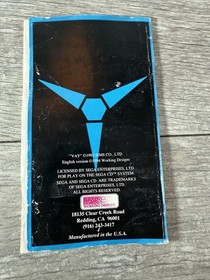 "VAY" © 1993 SIMS CO., LTD.
English version © 1994 Working Designs
LICENSED BY SEGA ENTERPRISES, LTD.
FOR PLAY ON THE SEGA CD™ SYSTEM.
SEGA AND SEGA CD ARE TRADEMARKS
OF SEGA ENTERPRISES, LTD.
ALL RIGHTS RESERVED.
WORKING DESIGNS
18135 Clear Creek Road
Redding, CA 96001
(916) 243-3417
Manufactured in the U.S.A.